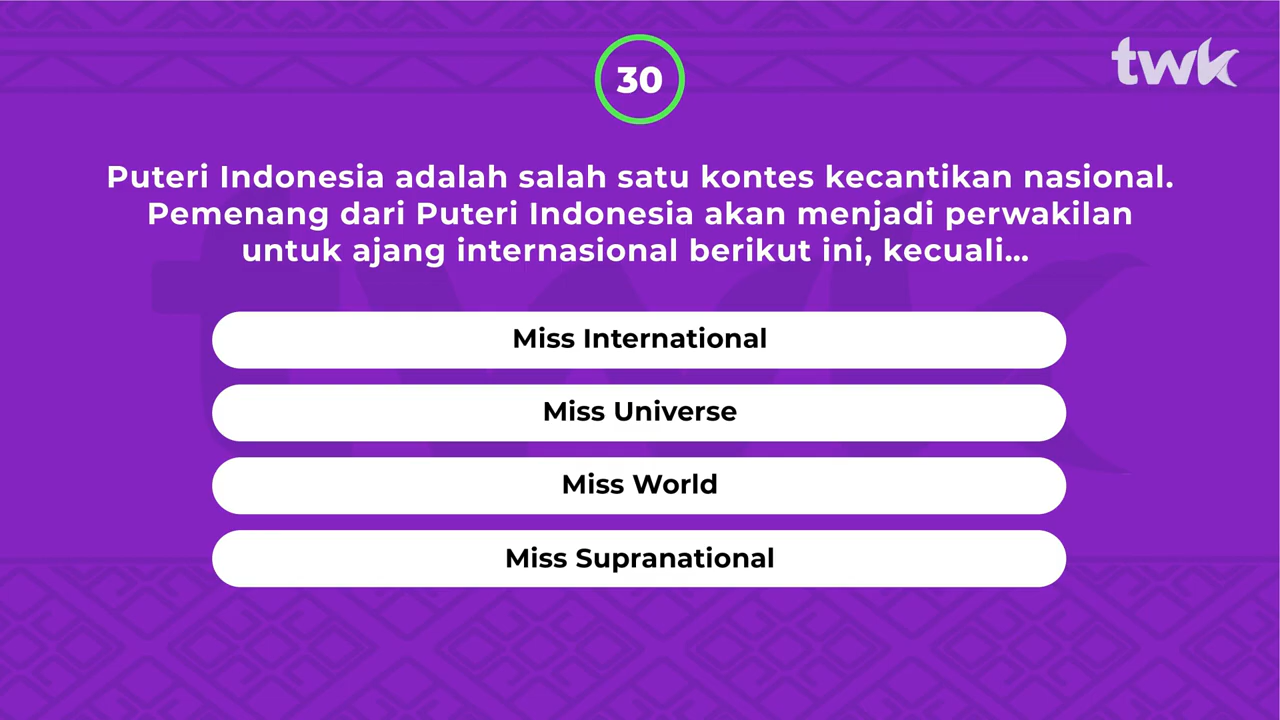 30
twk
Puteri Indonesia adalah salah satu kontes kecantikan nasional.
Pemenang dari Puteri Indonesia akan menjadi perwakilan
untuk ajang internasional berikut ini, kecuali...
Miss International
Miss Universe
Miss World
Miss Supranational